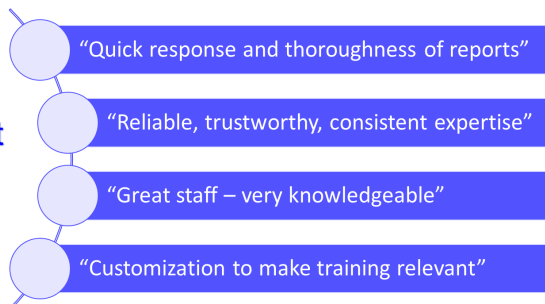 “Quick response and thoroughness of reports”
“Reliable, trustworthy, consistent expertise”
“Great staff – very knowledgeable”
“Customization to make training relevant”